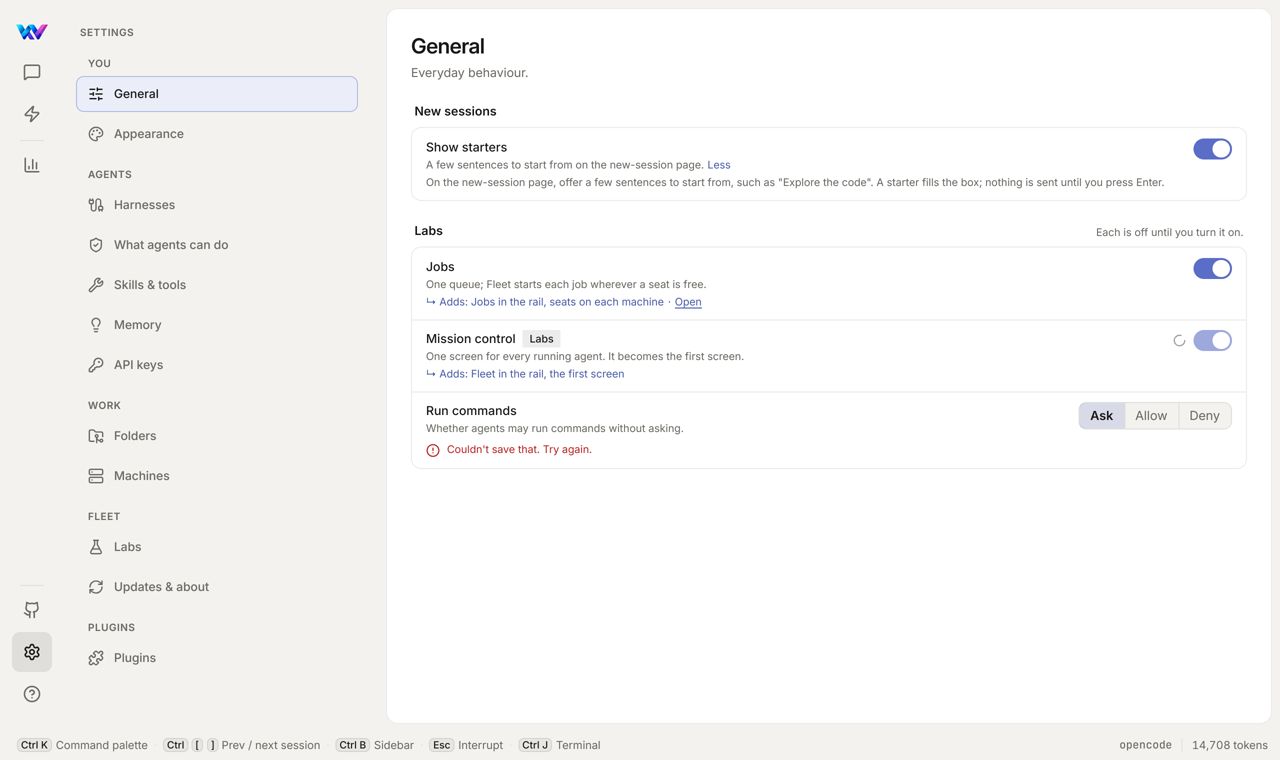 SETTINGS
YOU
General
Appearance
AGENTS
Harnesses
What agents can do
Skills & tools
Memory
API keys
WORK
Folders
Machines
FLEET
Labs
Updates & about
PLUGINS
Plugins
General
Everyday behaviour.
New sessions
Show starters
A few sentences to start from on the new-session page. Less
On the new-session page, offer a few sentences to start from, such as "Explore the code". A starter fills the box; nothing is sent until you press Enter.
Labs
Each is off until you turn it on.
Jobs
One queue; Fleet starts each job wherever a seat is free.
↳ Adds: Jobs in the rail, seats on each machine · Open
Mission control Labs
One screen for every running agent. It becomes the first screen.
↳ Adds: Fleet in the rail, the first screen
Run commands
Whether agents may run commands without asking.
Ask Allow Deny
Couldn't save that. Try again.
Ctrl K Command palette · Ctrl [ ] Prev / next session · Ctrl B Sidebar · Esc Interrupt · Ctrl J Terminal
opencode 14,708 tokens